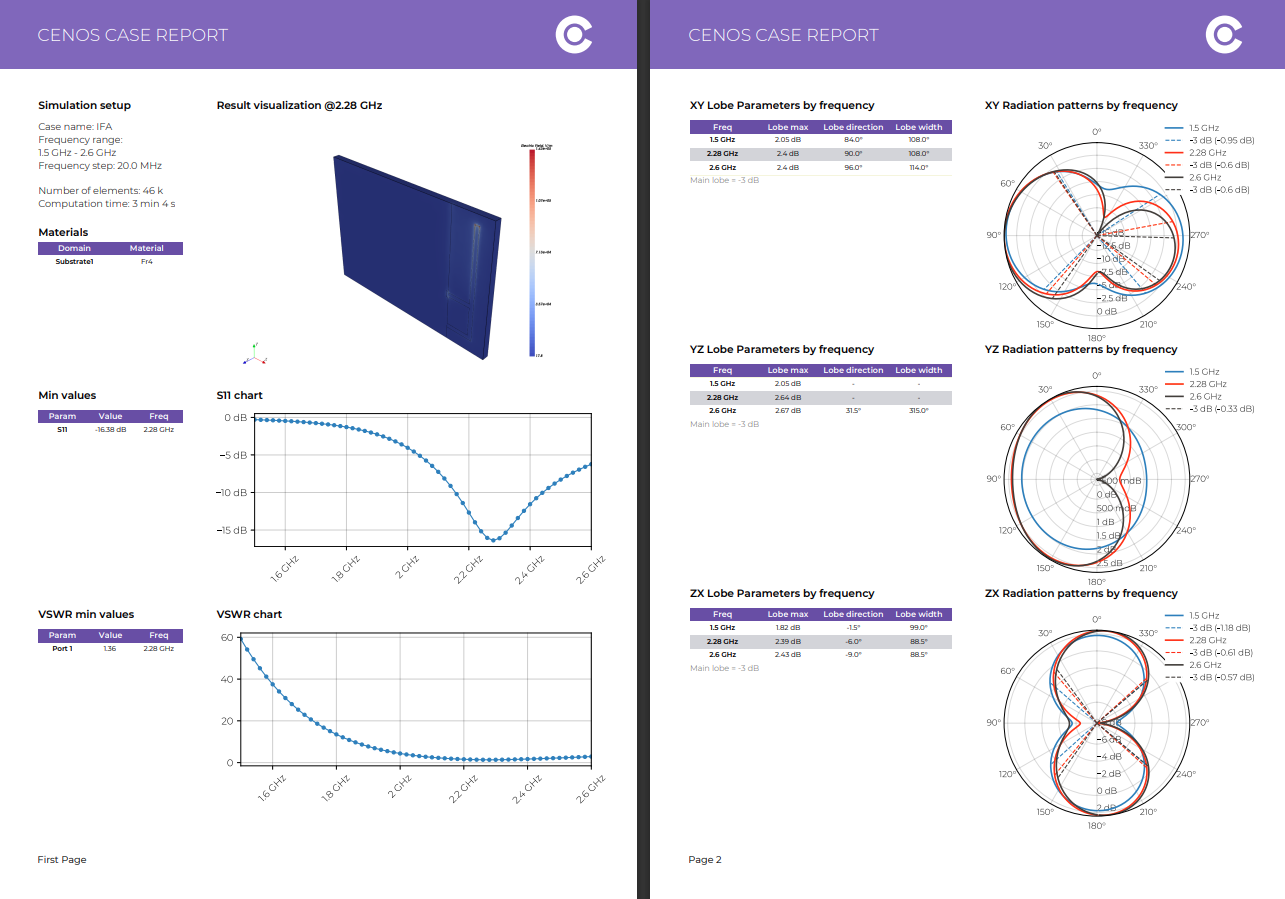 CENOS CASE REPORT
Simulation setup
Case name: IFA
Frequency range:
1.5 GHz - 2.6 GHz
Frequency step: 20.0 MHz
Number of elements: 46 k
Computation time: 3 min 4 s
Materials
Domain Material
Substrate1 Fr4
Result visualization @2.28 GHz
Min values
Param Value Freq
S11 -16.38 dB 2.28 GHz
S11 chart
0 dB
−5 dB
−10 dB
−15 dB
1.6 GHz 1.8 GHz 2 GHz 2.2 GHz 2.4 GHz 2.6 GHz
VSWR min values
Param Value Freq
Port 1 1.36 2.28 GHz
VSWR chart
60
40
20
0
1.6 GHz 1.8 GHz 2 GHz 2.2 GHz 2.4 GHz 2.6 GHz
First Page
CENOS CASE REPORT
XY Lobe Parameters by frequency
Freq Lobe max Lobe direction Lobe width
1.5 GHz 2.05 dB 84.0° 108.0°
2.28 GHz 2.4 dB 90.0° 108.0°
2.6 GHz 2.4 dB 96.0° 114.0°
Main lobe = -3 dB
XY Radiation patterns by frequency
1.5 GHz
-3 dB (-0.95 dB)
2.28 GHz
-3 dB (-0.6 dB)
2.6 GHz
-3 dB (-0.6 dB)
0°
330°
60°
90°
270°
120°
240°
150°
210°
180°
−10 dB
−7.5 dB
−5 dB
−2.5 dB
0 dB
YZ Lobe Parameters by frequency
Freq Lobe max Lobe direction Lobe width
1.5 GHz 2.05 dB - -
2.28 GHz 2.64 dB - -
2.6 GHz 2.67 dB 31.5° 315.0°
Main lobe = -3 dB
YZ Radiation patterns by frequency
1.5 GHz
2.28 GHz
2.6 GHz
-3 dB (-0.33 dB)
0°
30°
330°
60°
300°
90°
270°
120°
240°
150°
210°
180°
0 dB
500 mdB
1 dB
1.5 dB
2 dB
2.5 dB
ZX Lobe Parameters by frequency
Freq Lobe max Lobe direction Lobe width
1.5 GHz 1.82 dB -1.5° 99.0°
2.28 GHz 2.39 dB -6.0° 88.5°
2.6 GHz 2.43 dB -9.0° 88.5°
Main lobe = -3 dB
ZX Radiation patterns by frequency
1.5 GHz
-3 dB (-1.18 dB)
2.28 GHz
-3 dB (-0.61 dB)
2.6 GHz
-3 dB (-0.57 dB)
0°
30°
330°
60°
90°
270°
120°
240°
150°
210°
180°
−6 dB
−4 dB
−2 dB
0 dB
2 dB
Page 2